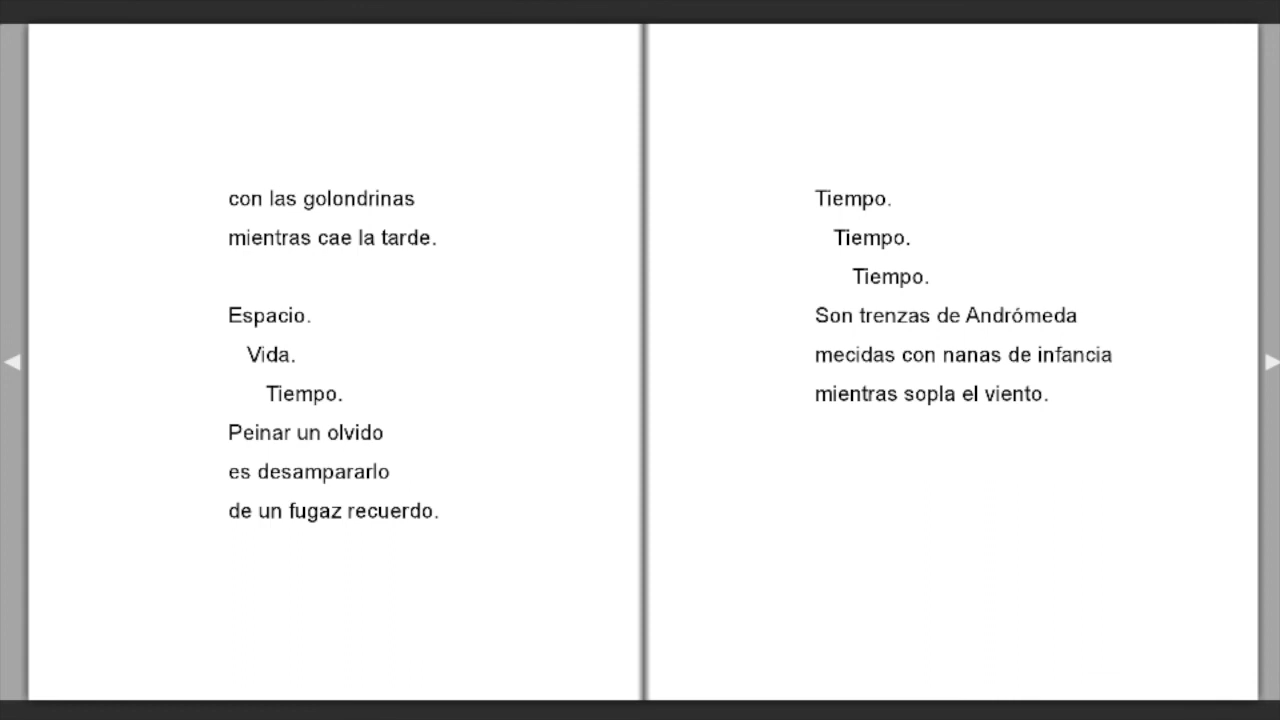 con las golondrinas
mientras cae la tarde.
Espacio.
Vida.
Tiempo.
Peinar un olvido
es desampararlo
de un fugaz recuerdo.
Tiempo.
Tiempo.
Tiempo.
Son trenzas de Andrómeda
mecidas con nanas de infancia
mientras sopla el viento.